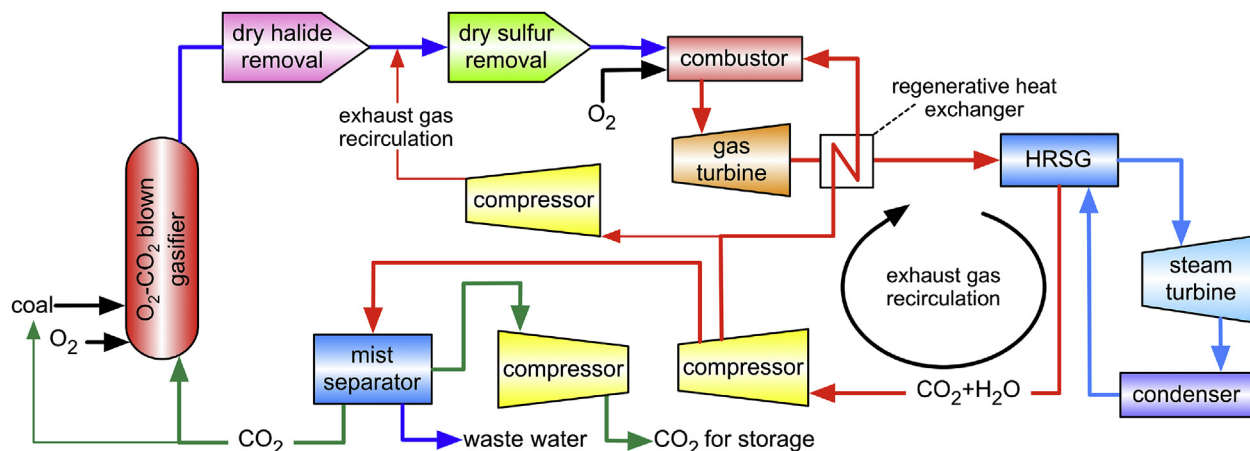 dry halide
removal
dry sulfur
removal
combustor
O₂
regenerative heat
exchanger
exhaust gas
recirculation
gas
turbine
HRSG
compressor
O₂-CO₂ blown
gasifier
coal
O₂
exhaust gas
recirculation
steam
turbine
mist
separator
compressor
compressor
CO₂+H₂O
condenser
CO₂
waste water
CO₂ for storage